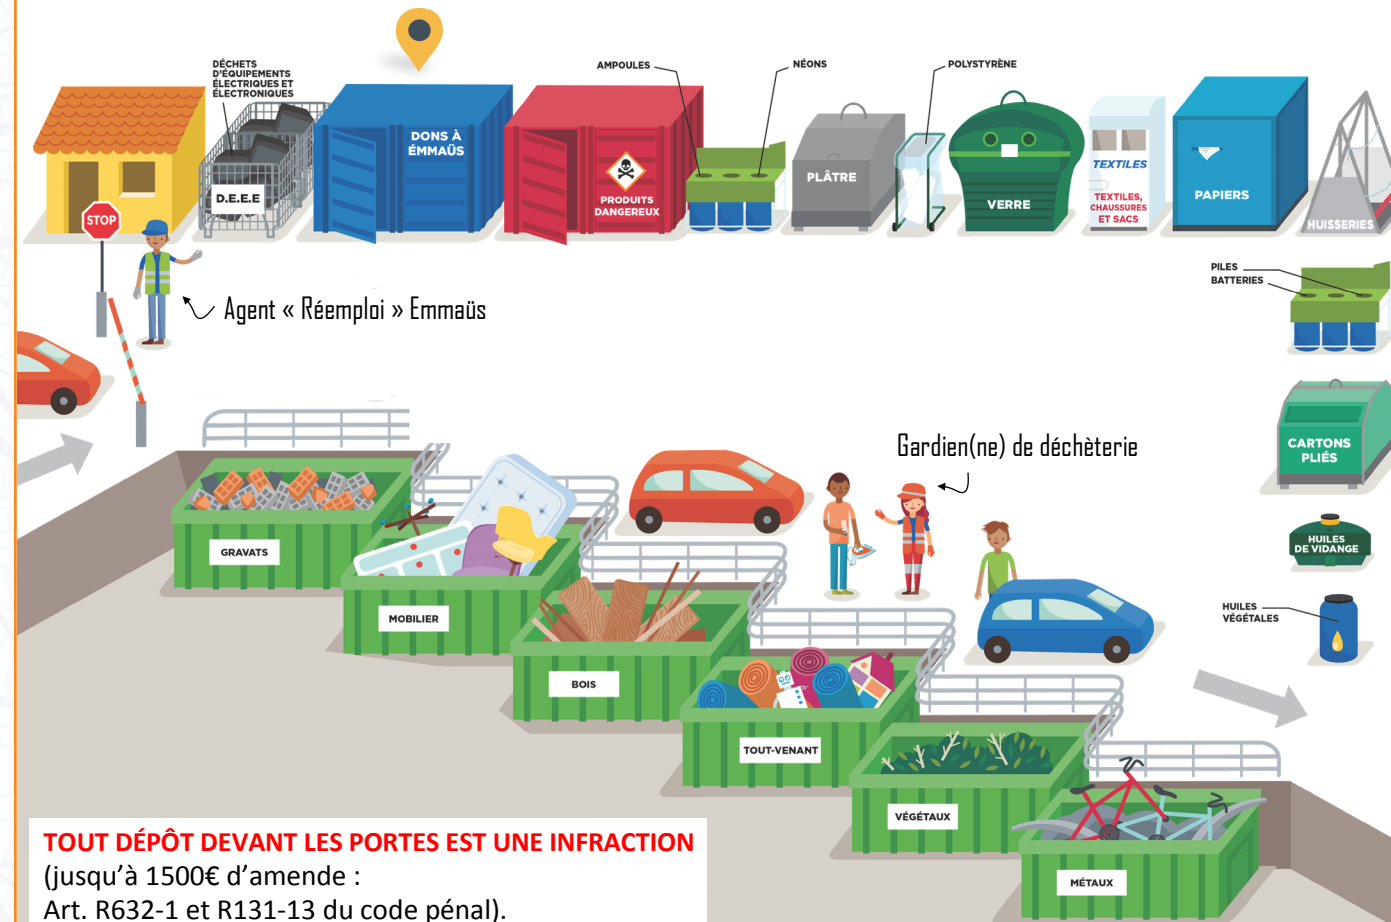 DÉCHETS
D'ÉQUIPEMENTS
ÉLECTRIQUES ET
ÉLECTRONIQUES
AMPOULES
NÉONS
POLYSTYRÈNE
D.E.E.E
DONS À
ÉMMAÜS
PRODUITS
DANGEREUX
PLÂTRE
VERRE
TEXTILES
TEXTILES,
CHAUSSURES
ET SACS
PAPIERS
HUISSERIES
STOP
Agent « Réemploi » Emmaüs
PILES
BATTERIES
Gardien(ne) de déchèterie
CARTONS
PLIÉS
HUILES
DE VIDANGE
HUILES
VÉGÉTALES
GRAVATS
MOBILIER
BOIS
TOUT-VENANT
VÉGÉTAUX
MÉTAUX
TOUT DÉPÔT DEVANT LES PORTES EST UNE INFRACTION
(jusqu'à 1500€ d'amende :
Art. R632-1 et R131-13 du code pénal).